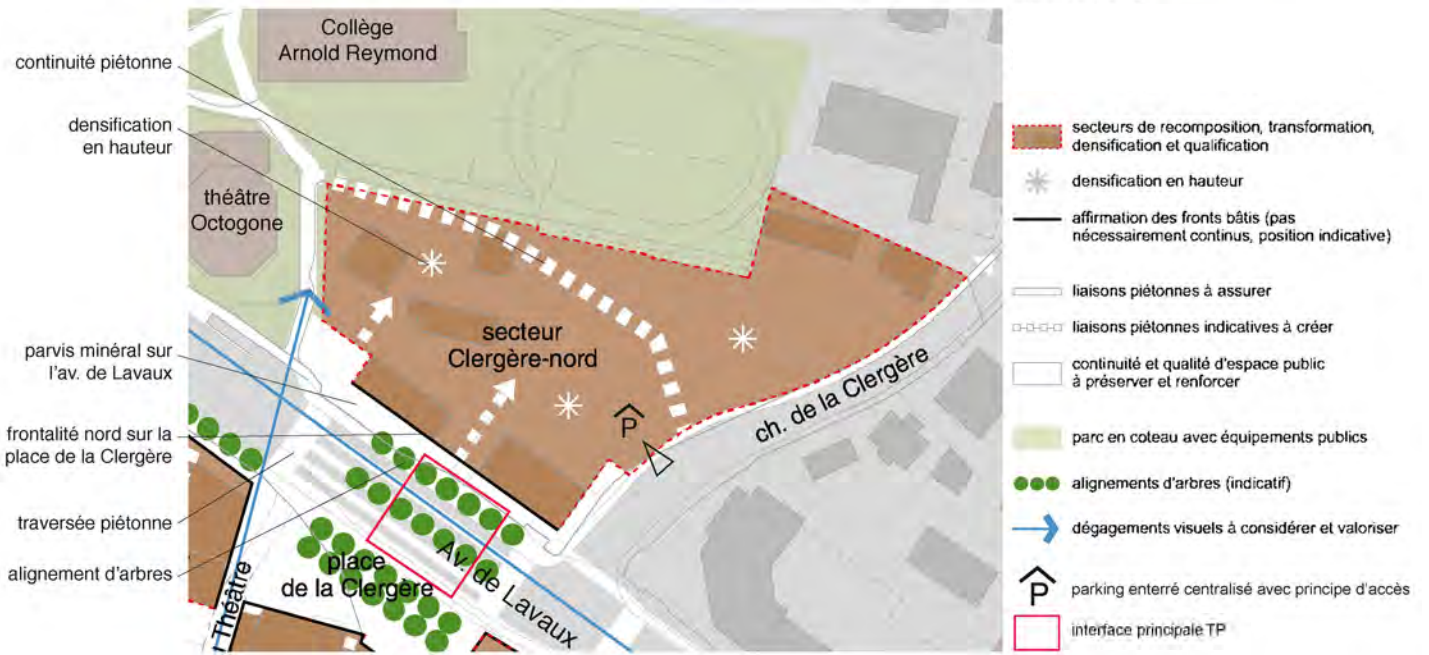 continuité piétonne
densification
en hauteur
parvis minéral sur
l'av. de Lavaux
frontalité nord sur la
place de la Clergère
traversée piétonne
alignement d'arbres
Collège
Arnold Reymond
théâtre
Octogone
secteur
Clergère-nord
P
ch. de la Clergère
Av. de Lavaux
place
de la Clergère
Théâtre
secteurs de recomposition, transformation,
densification et qualification
densification en hauteur
affirmation des fronts bâtis (pas
nécessairement continus, position indicative)
liaisons piétonnes à assurer
liaisons piétonnes indicatives à créer
continuité et qualité d'espace public
à préserver et renforcer
parc en coteau avec équipements publics
alignements d'arbres (indicatif)
dégagements visuels à considérer et valoriser
P
parking enterré centralisé avec principe d'accès
interface principale TP